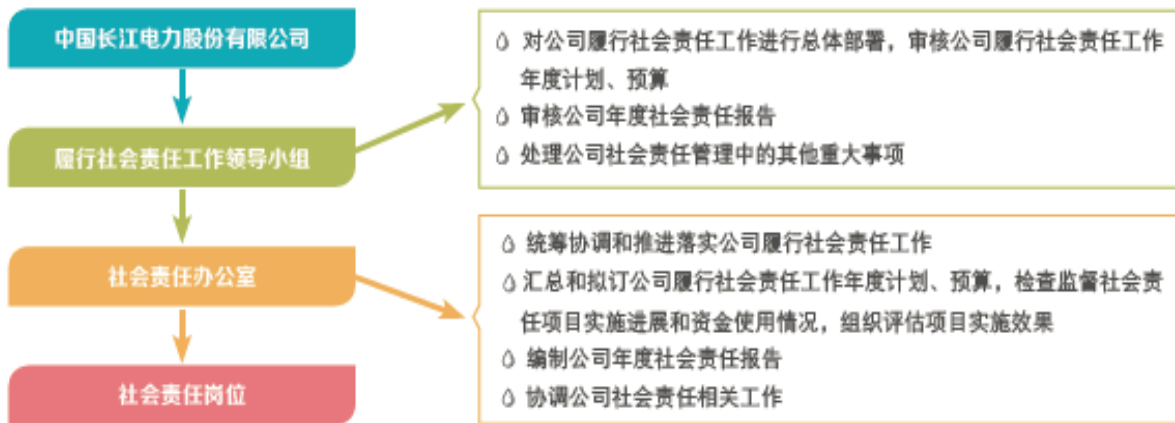 中国长江电力股份有限公司
履行社会责任工作领导小组
社会责任办公室
社会责任岗位
对公司履行社会责任工作进行总体部署，审核公司履行社会责任工作
年度计划、预算
审核公司年度社会责任报告
处理公司社会责任管理中的其他重大事项
统筹协调和推进落实公司履行社会责任工作
汇总和拟订公司履行社会责任工作年度计划、预算，检查监督社会责
任项目实施进展和资金使用情况，组织评估项目实施效果
编制公司年度社会责任报告
协调公司社会责任相关工作